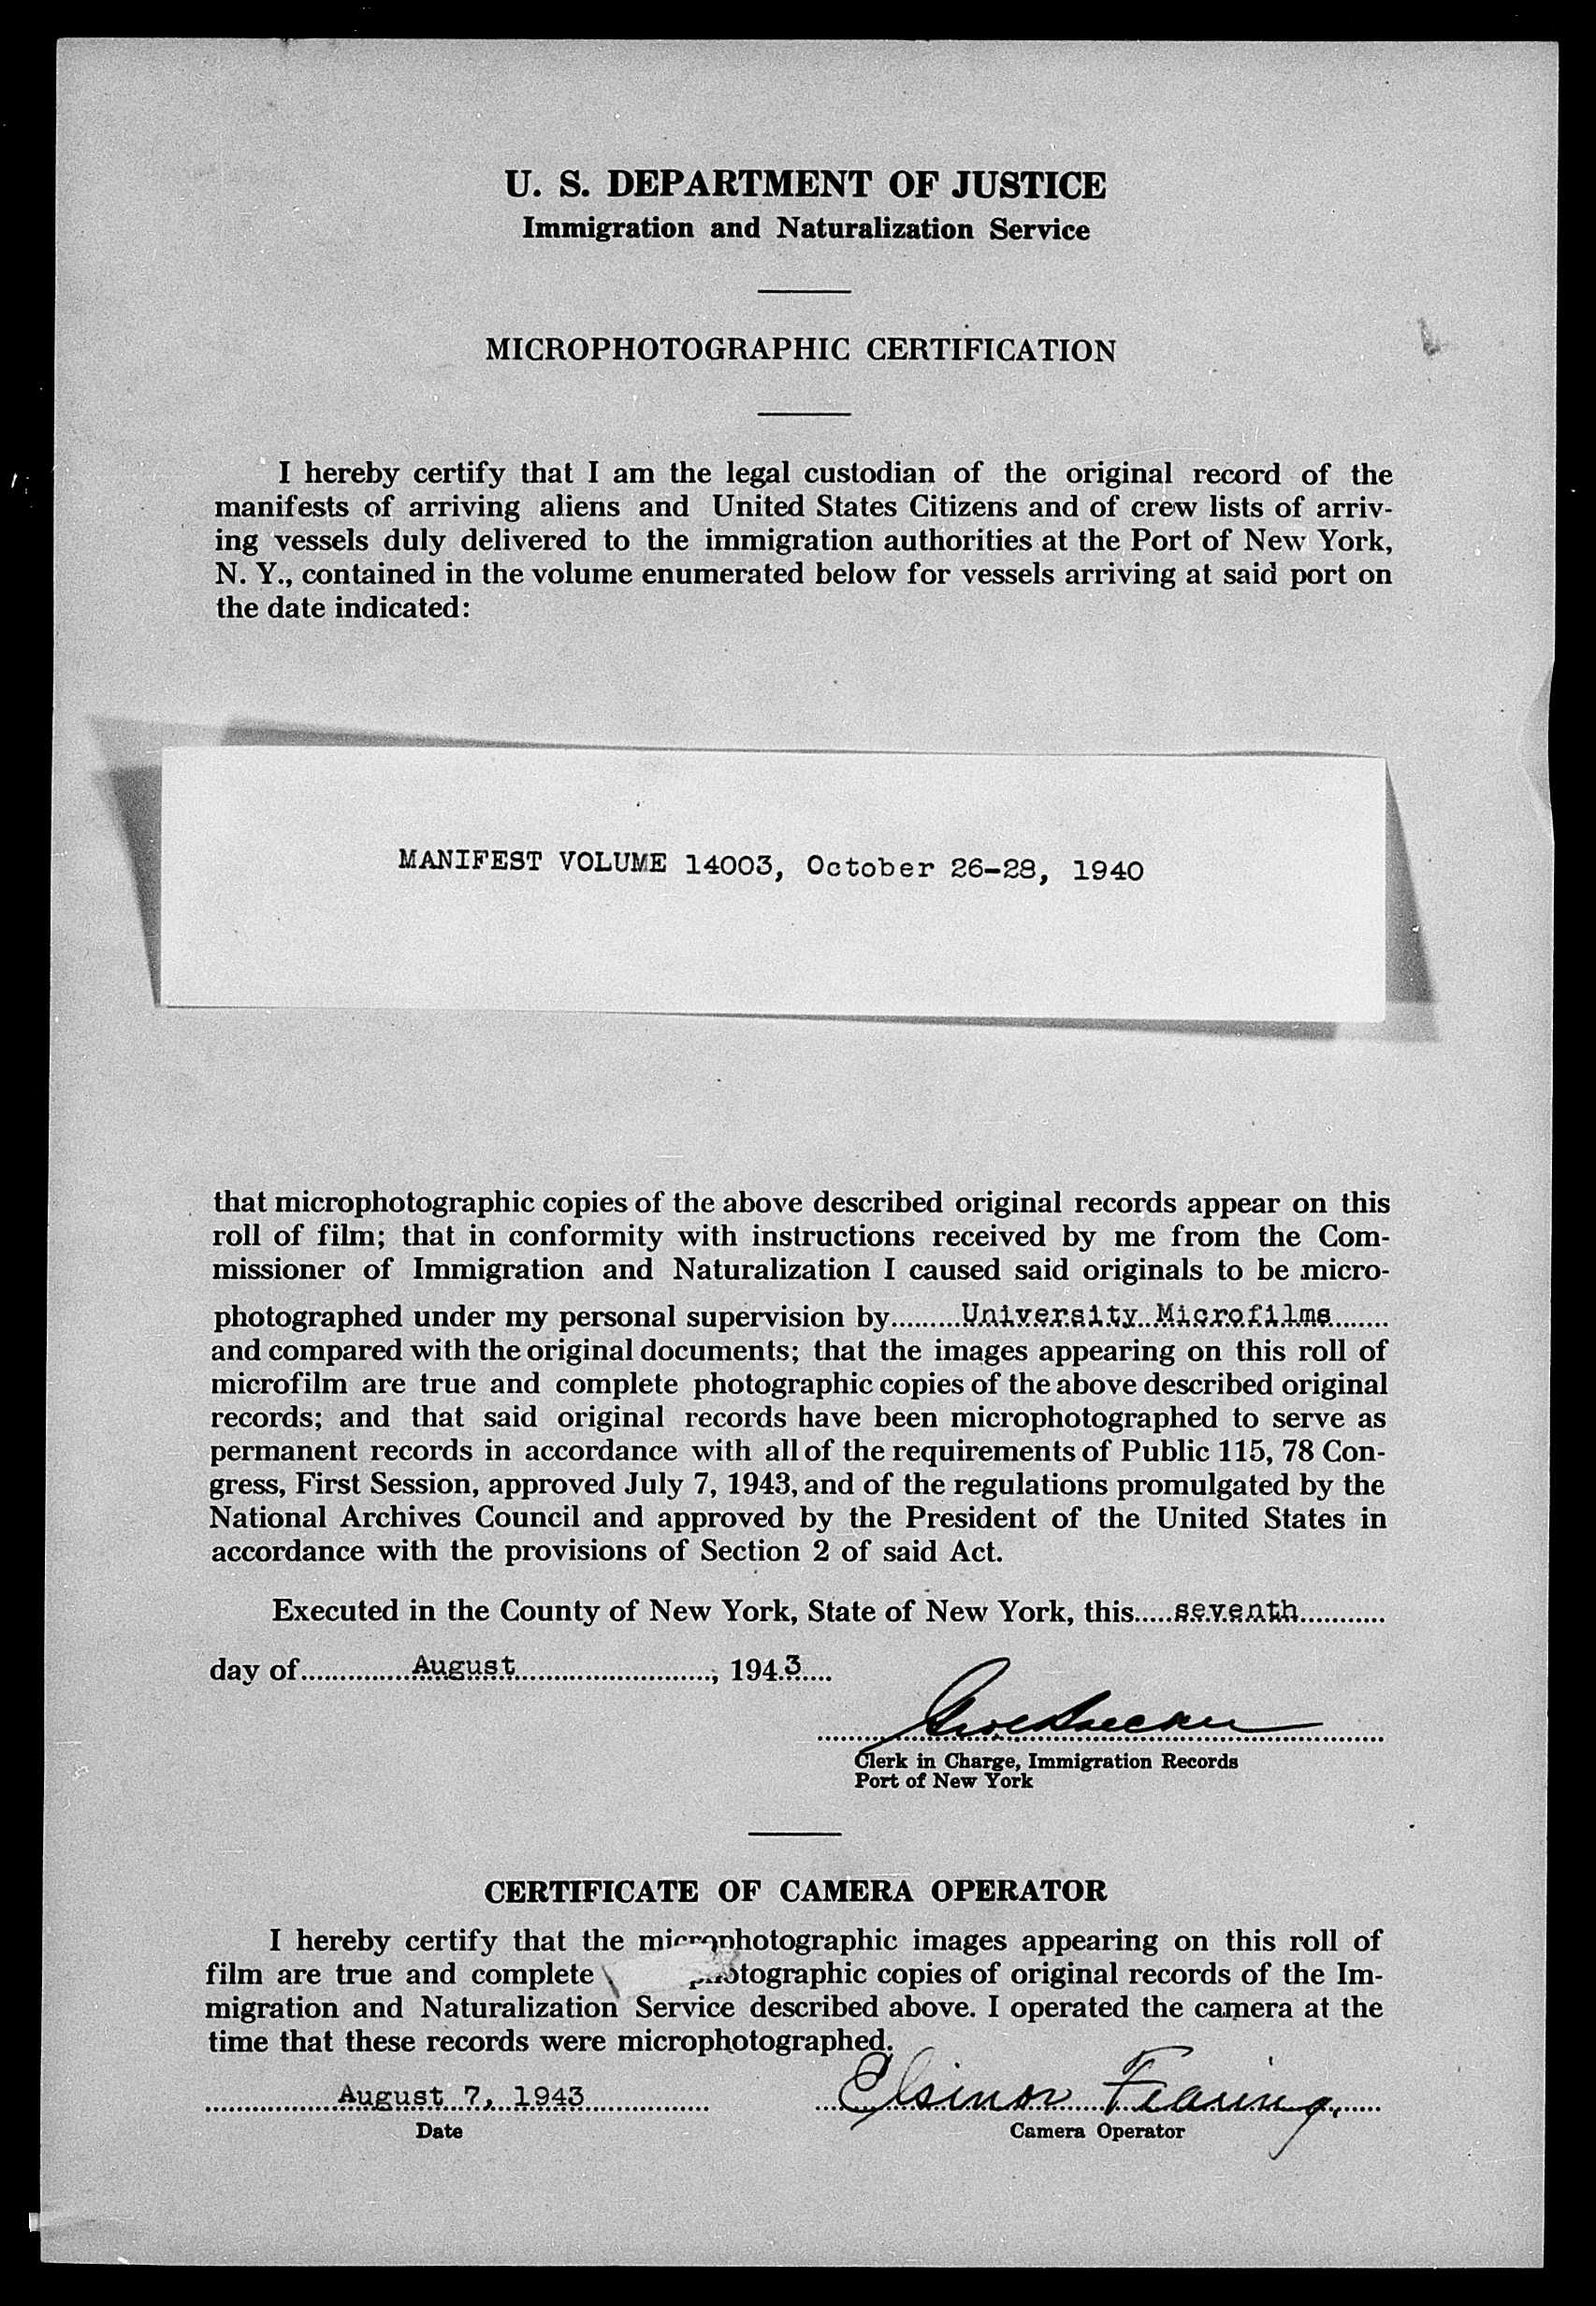 U. S. DEPARTMENT OF JUSTICE
Immigration and Naturalization Service
MICROPHOTOGRAPHIC CERTIFICATION
I hereby certify that I am the legal custodian of the original record of the
manifests of arriving aliens and United States Citizens and of crew lists of arriv-
ing vessels duly delivered to the immigration authorities at the Port of New York,
N. Y., contained in the volume enumerated below for vessels arriving at said port on
the date indicated:
MANIFEST VOLUME 14003, October 26-28, 1940
that microphotographic copies of the above described original records appear on this
roll of film; that in conformity with instructions received by me from the Com-
missioner of Immigration and Naturalization I caused said originals to be micro-
photographed under my personal supervision by University Microfilms
and compared with the original documents; that the images appearing on this roll of
microfilm are true and complete photographic copies of the above described original
records; and that said original records have been microphotographed to serve as
permanent records in accordance with all of the requirements of Public 115, 78 Con-
gress, First Session, approved July 7, 1943, and of the regulations promulgated by the
National Archives Council and approved by the President of the United States in
accordance with the provisions of Section 2 of said Act.
Executed in the County of New York, State of New York, this seventh
day of August, 1943
Clerk in Charge, Immigration Records
Port of New York
CERTIFICATE OF CAMERA OPERATOR
I hereby certify that the microphotographic images appearing on this roll of
film are true and complete photographic copies of original records of the Im-
migration and Naturalization Service described above. I operated the camera at the
time that these records were microphotographed.
August 7, 1943 Elsinor Fearing.
Date Camera Operator